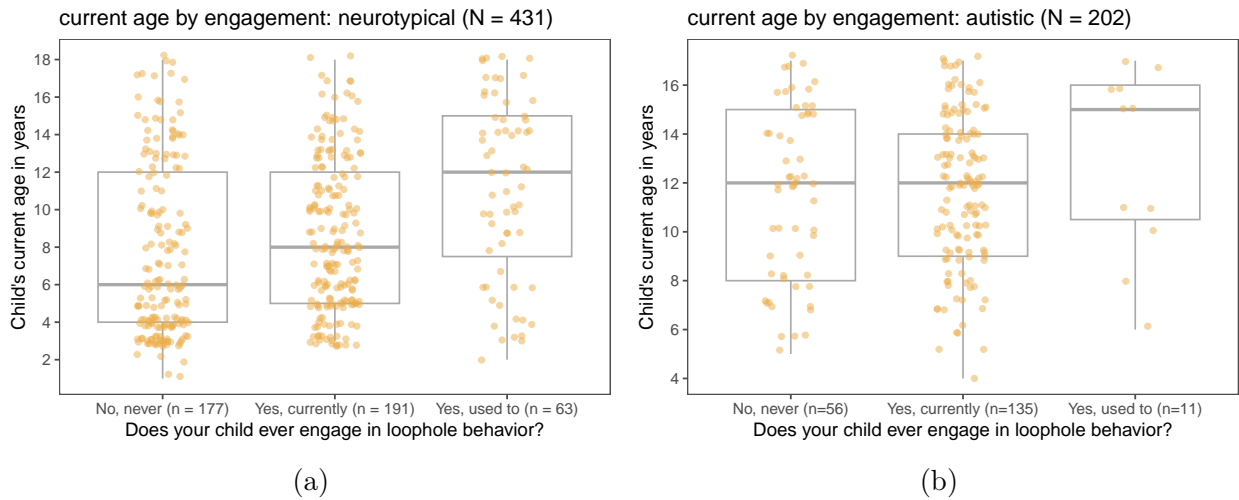 current age by engagement: neurotypical (N = 431)
Child's current age in years
18
16
14
12
10
8
6
4
2
No, never (n = 177)
Yes, currently (n = 191)
Yes, used to (n = 63)
Does your child ever engage in loophole behavior?
(a)
current age by engagement: autistic (N = 202)
Child's current age in years
16
14
12
10
8
6
4
No, never (n=56)
Yes, currently (n=135)
Yes, used to (n=11)
Does your child ever engage in loophole behavior?
(b)